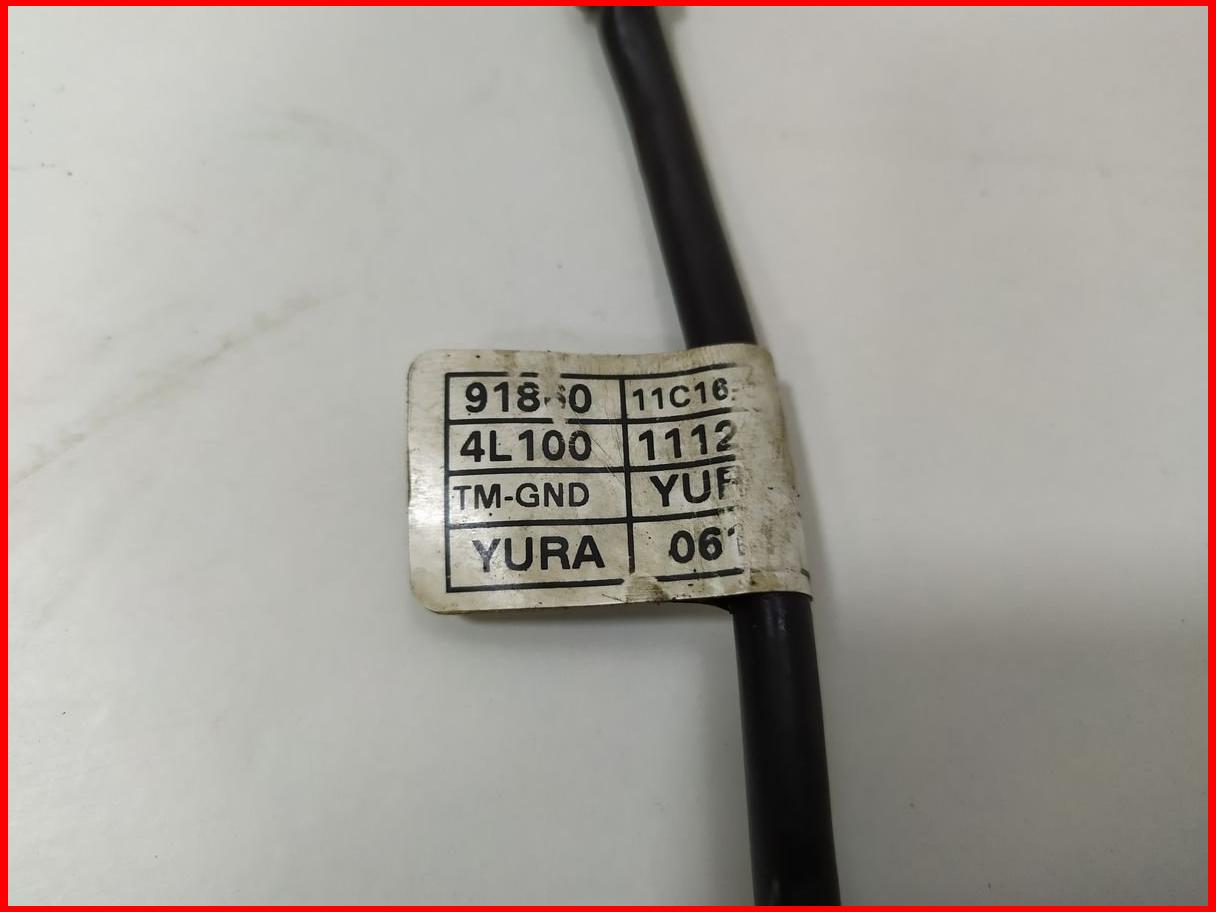 91860 11C16
4L100 1112
TM-GND YUR
YURA 061